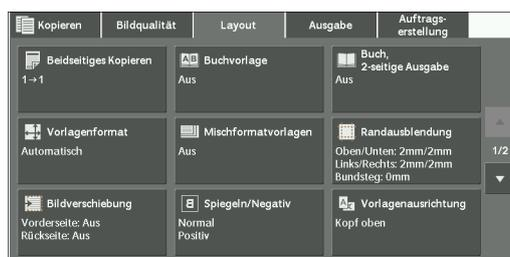 Kopieren
Bildqualität
Layout
Ausgabe
Auftrags-
erstellung
Beidseitiges Kopieren
1→1
Buchvorlage
Aus
Buch,
2-seitige Ausgabe
Aus
Vorlagenformat
Automatisch
Mischformatvorlagen
Aus
Randausblendung
Oben/Unten: 2mm/2mm
Links/Rechts: 2mm/2mm
Bundsteg: 0mm
1/2
Bildverschiebung
Vorderseite: Aus
Rückseite: Aus
Spiegeln/Negativ
Normal
Positiv
Vorlagenausrichtung
Kopf oben